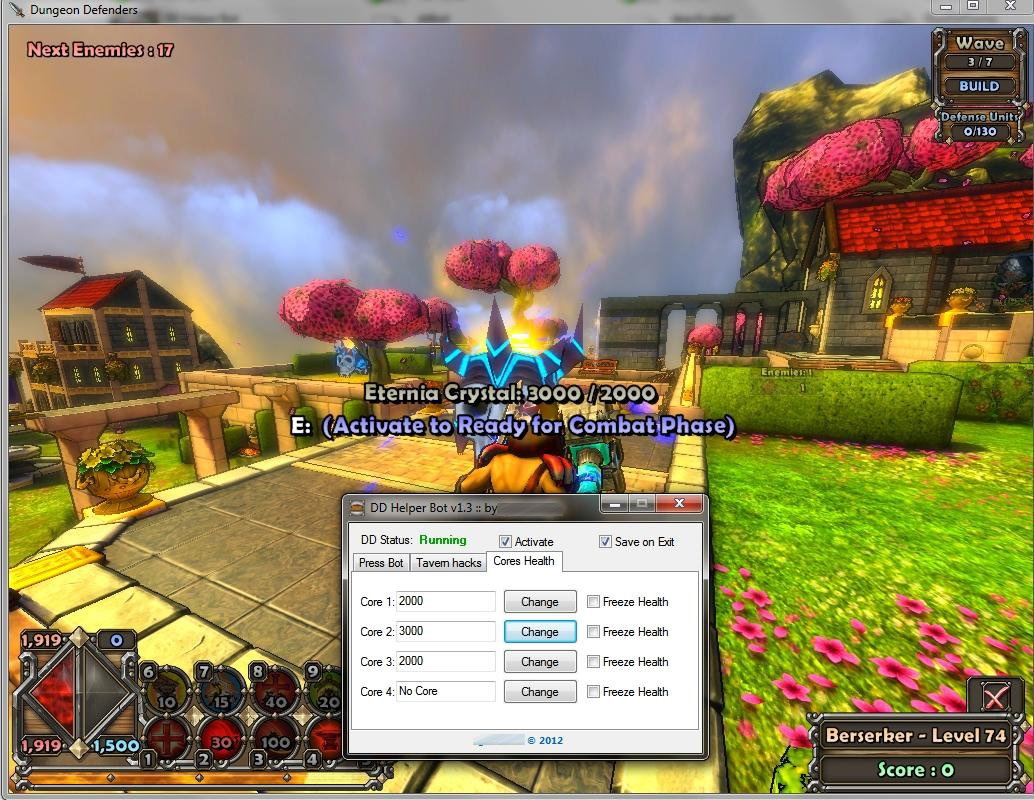 Dungeon Defenders
Next Enemies : 17
Wave
3 / 7
BUILD
Defense Units
0/130
Enemies: 1
1
Eternia Crystal: 3000 / 2000
E: (Activate to Ready for Combat Phase)
DD Helper Bot v1.3 :: by
DD Status: Running Activate Save on Exit
Press Bot Tavern hacks Cores Health
Core 1: 2000 Change Freeze Health
Core 2: 3000 Change Freeze Health
Core 3: 2000 Change Freeze Health
Core 4: No Core Change Freeze Health
© 2012
1,919 0
6 7 8 9
10 15 40 20
30 100
1,919 1,500 1 2 3 4
Berserker - Level 74
Score : 0